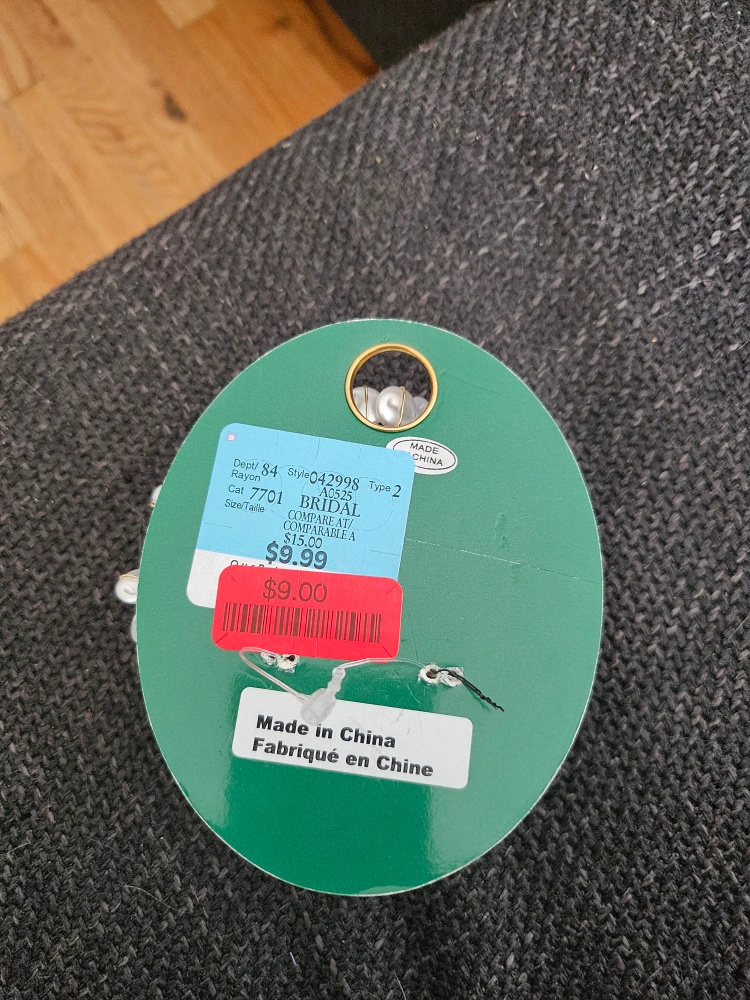 MADE
CHINA
Dept/ 84 Style 042998 Type 2
Rayon
A0525
Cat 7701 BRIDAL
Size/Taille
COMPARE AT/
COMPARABLE A
$15.00
$9.99
$9.00
Made in China
Fabriqué en Chine